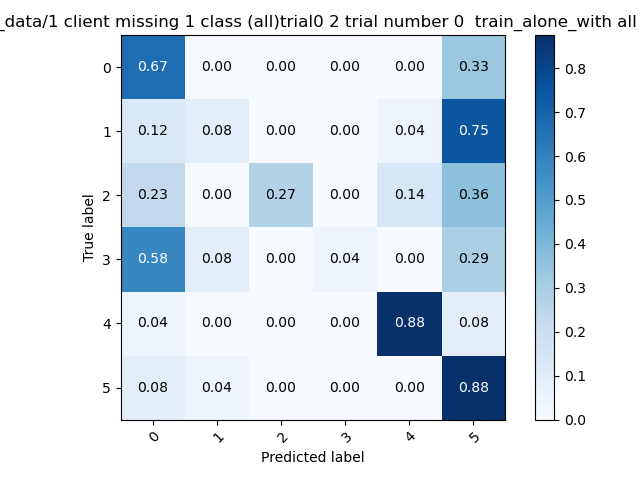 _data/1 client missing 1 class (all)trial0 2 trial number 0  train_alone_with all
0 0.67 0.00 0.00 0.00 0.00 0.33
1 0.12 0.08 0.00 0.00 0.04 0.75
2 0.23 0.00 0.27 0.00 0.14 0.36
3 0.58 0.08 0.00 0.04 0.00 0.29
4 0.04 0.00 0.00 0.00 0.88 0.08
5 0.08 0.04 0.00 0.00 0.00 0.88
0 1 2 3 4 5
True label
Predicted label
0.8
0.7
0.6
0.5
0.4
0.3
0.2
0.1
0.0